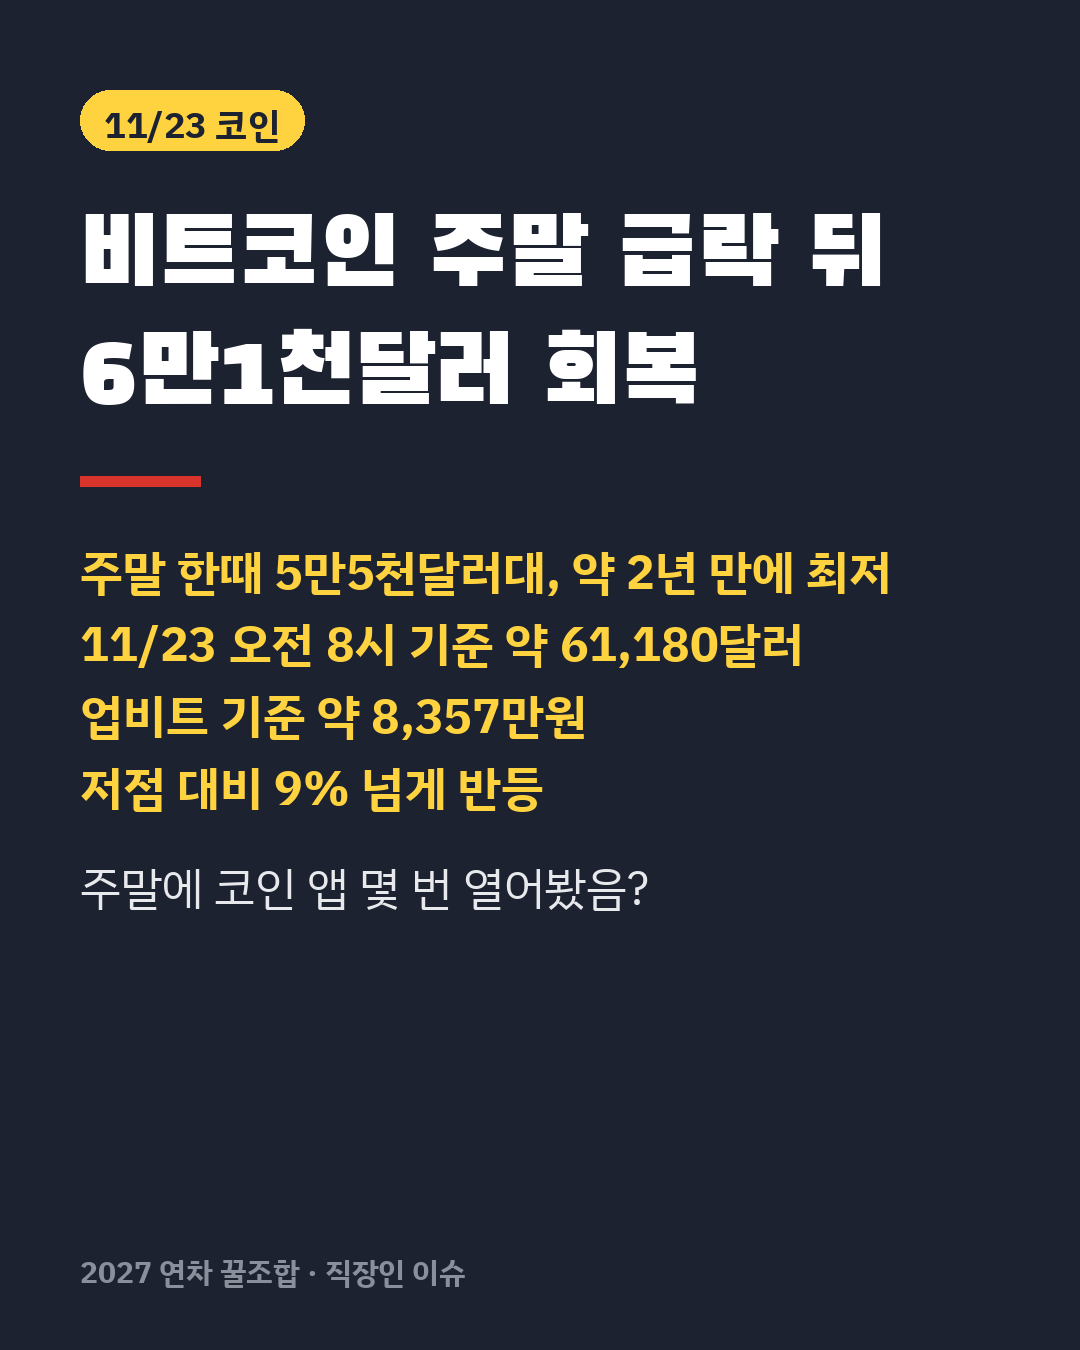 11/23 코인
비트코인 주말 급락 뒤
6만1천달러 회복
주말 한때 5만5천달러대, 약 2년 만에 최저
11/23 오전 8시 기준 약 61,180달러
업비트 기준 약 8,357만원
저점 대비 9% 넘게 반등
주말에 코인 앱 몇 번 열어봤음?
2027 연차 꿀조합 · 직장인 이슈